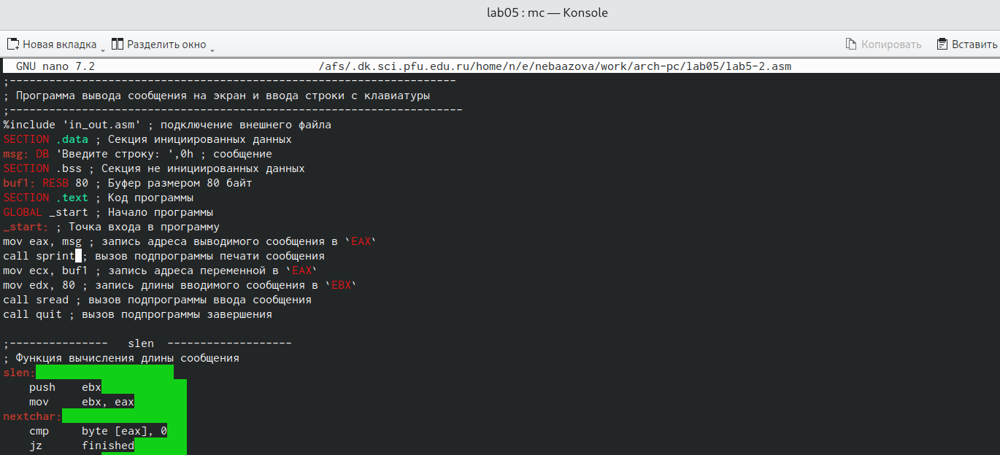 lab05 : mc — Konsole
Новая вкладка Разделить окно Копировать Вставить
GNU nano 7.2 /afs/.dk.sci.pfu.edu.ru/home/n/e/nebaazova/work/arch-pc/lab05/lab5-2.asm
;--------------------------------------------------------------------
; Программа вывода сообщения на экран и ввода строки с клавиатуры
;---------------------------------------------------------------------
%include 'in_out.asm' ; подключение внешнего файла
SECTION .data ; Секция инициированных данных
msg: DB 'Введите строку: ',0h ; сообщение
SECTION .bss ; Секция не инициированных данных
buf1: RESB 80 ; Буфер размером 80 байт
SECTION .text ; Код программы
GLOBAL _start ; Начало программы
_start: ; Точка входа в программу
mov eax, msg ; запись адреса выводимого сообщения в `EAX`
call sprint ; вызов подпрограммы печати сообщения
mov ecx, buf1 ; запись адреса переменной в `EAX`
mov edx, 80 ; запись длины вводимого сообщения в `EBX`
call sread ; вызов подпрограммы ввода сообщения
call quit ; вызов подпрограммы завершения
;--------------- slen -------------------
; Функция вычисления длины сообщения
slen:
push ebx
mov ebx, eax
nextchar:
cmp byte [eax], 0
jz finished